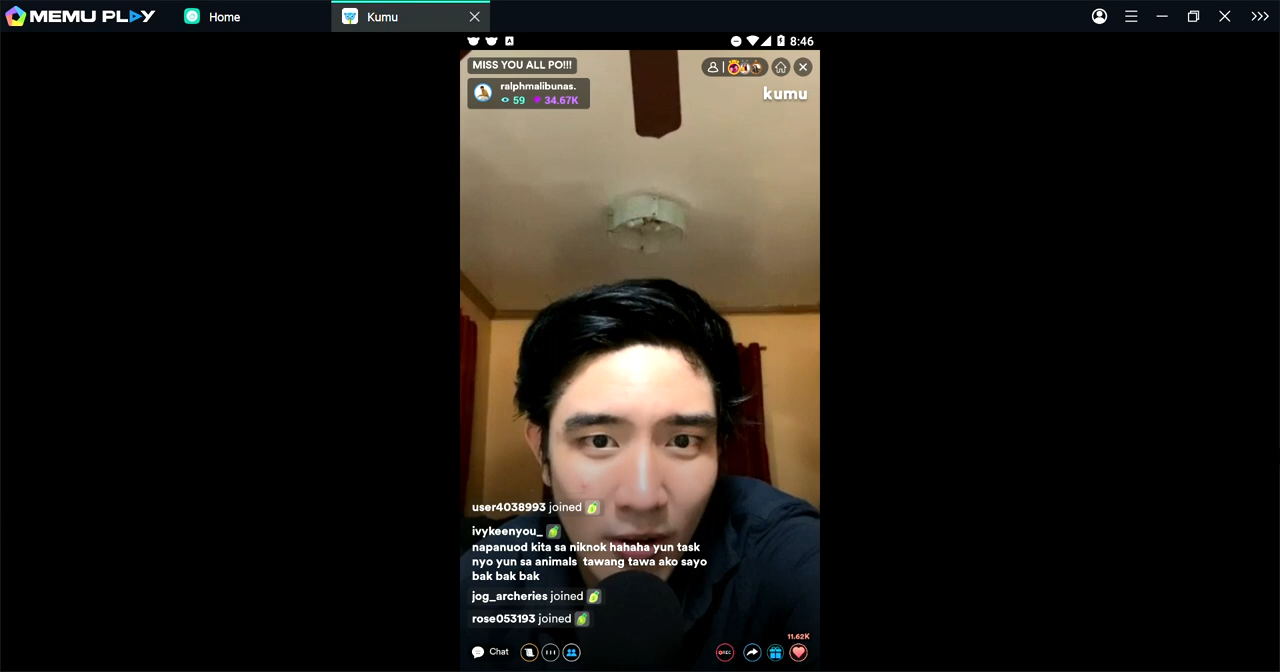 MEMU PLAY
Home
Kumu
8:46
MISS YOU ALL PO!!!
ralphmalibunas.
59 34.67K
kumu
user4038993 joined
ivykeenyou_
napanuod kita sa niknok hahaha yun task
nyo yun sa animals tawang tawa ako sayo
bak bak bak
jog_archeries joined
rose053193 joined
11.62K
Chat
REC